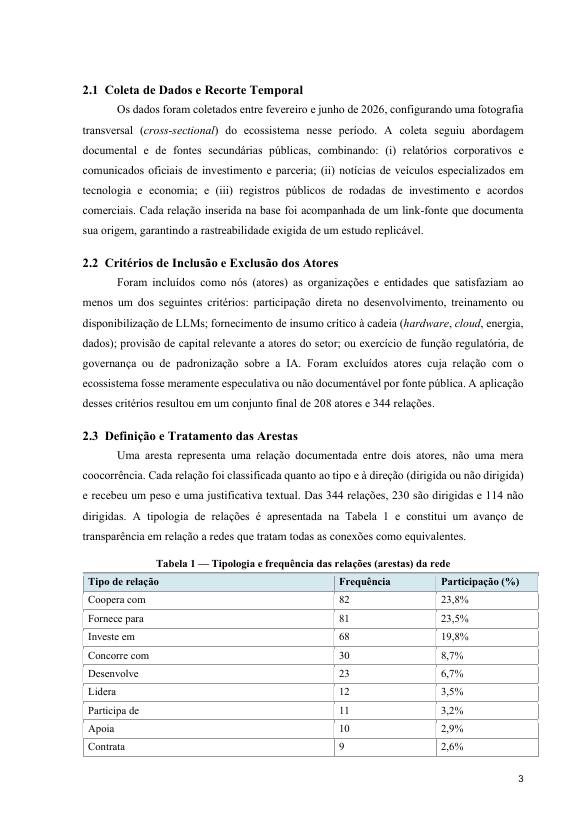 2.1 Coleta de Dados e Recorte Temporal
Os dados foram coletados entre fevereiro e junho de 2026, configurando uma fotografia
transversal (cross-sectional) do ecossistema nesse período. A coleta seguiu abordagem
documental e de fontes secundárias públicas, combinando: (i) relatórios corporativos e
comunicados oficiais de investimento e parceria; (ii) notícias de veículos especializados em
tecnologia e economia; e (iii) registros públicos de rodadas de investimento e acordos
comerciais. Cada relação inserida na base foi acompanhada de um link-fonte que documenta
sua origem, garantindo a rastreabilidade exigida de um estudo replicável.
2.2 Critérios de Inclusão e Exclusão dos Atores
Foram incluídos como nós (atores) as organizações e entidades que satisfaziam ao
menos um dos seguintes critérios: participação direta no desenvolvimento, treinamento ou
disponibilização de LLMs; fornecimento de insumo crítico à cadeia (hardware, cloud, energia,
dados); provisão de capital relevante a atores do setor; ou exercício de função regulatória, de
governança ou de padronização sobre a IA. Foram excluídos atores cuja relação com o
ecossistema fosse meramente especulativa ou não documentável por fonte pública. A aplicação
desses critérios resultou em um conjunto final de 208 atores e 344 relações.
2.3 Definição e Tratamento das Arestas
Uma aresta representa uma relação documentada entre dois atores, não uma mera
coocorrência. Cada relação foi classificada quanto ao tipo e à direção (dirigida ou não dirigida)
e recebeu um peso e uma justificativa textual. Das 344 relações, 230 são dirigidas e 114 não
dirigidas. A tipologia de relações é apresentada na Tabela 1 e constitui um avanço de
transparência em relação a redes que tratam todas as conexões como equivalentes.
Tabela 1 — Tipologia e frequência das relações (arestas) da rede
Tipo de relação Frequência Participação (%)
Coopera com 82 23,8%
Fornece para 81 23,5%
Investe em 68 19,8%
Concorre com 30 8,7%
Desenvolve 23 6,7%
Lidera 12 3,5%
Participa de 11 3,2%
Apoia 10 2,9%
Contrata 9 2,6%
3